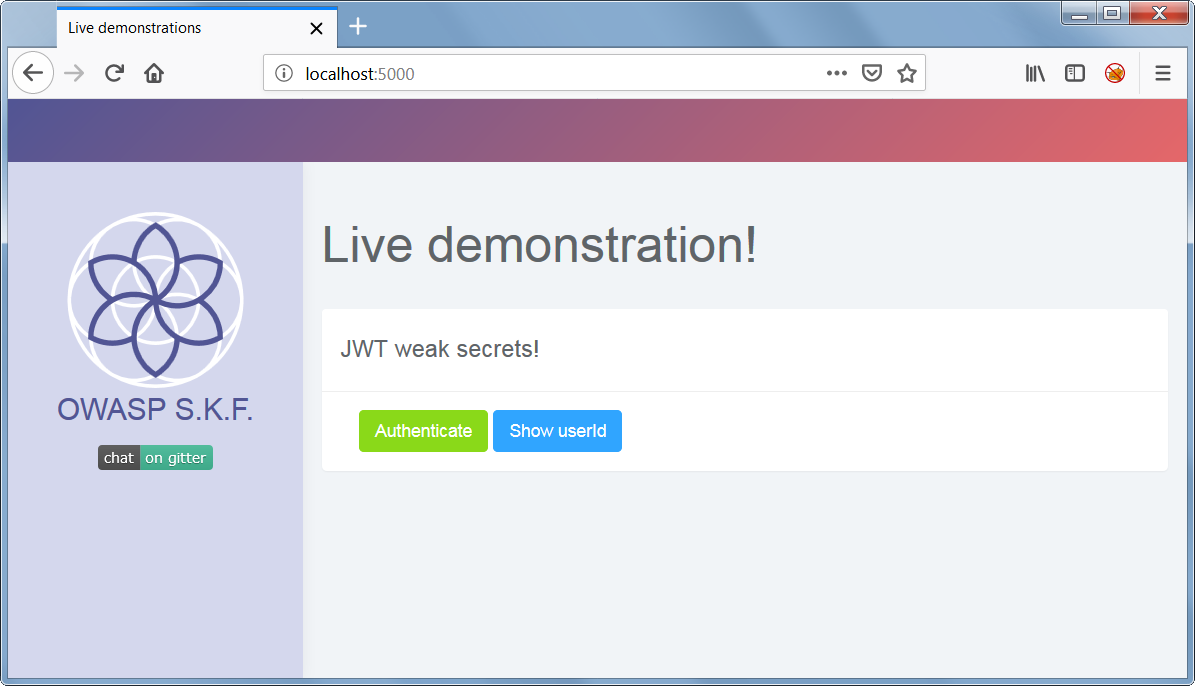 Live demonstrations
localhost:5000
Live demonstration!
JWT weak secrets!
Authenticate Show userId
OWASP S.K.F.
chat on gitter